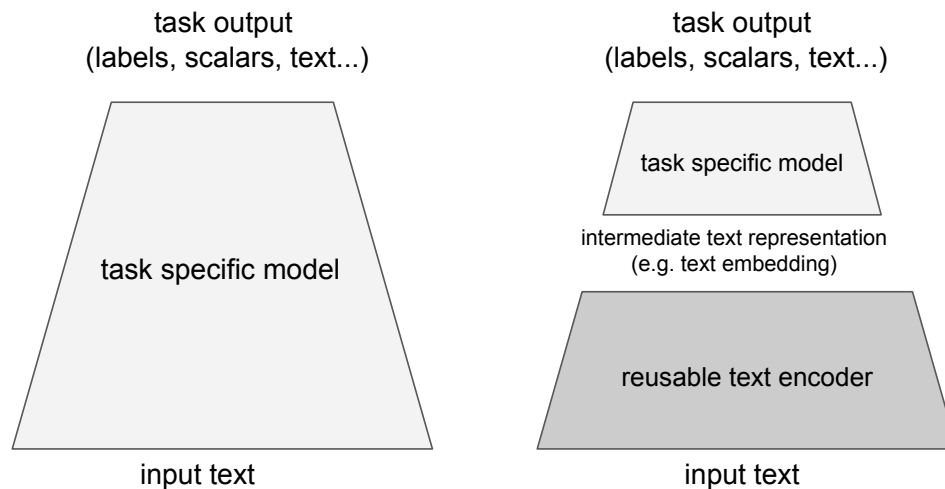 task output
(labels, scalars, text...)
task specific model
input text
task output
(labels, scalars, text...)
task specific model
intermediate text representation
(e.g. text embedding)
reusable text encoder
input text